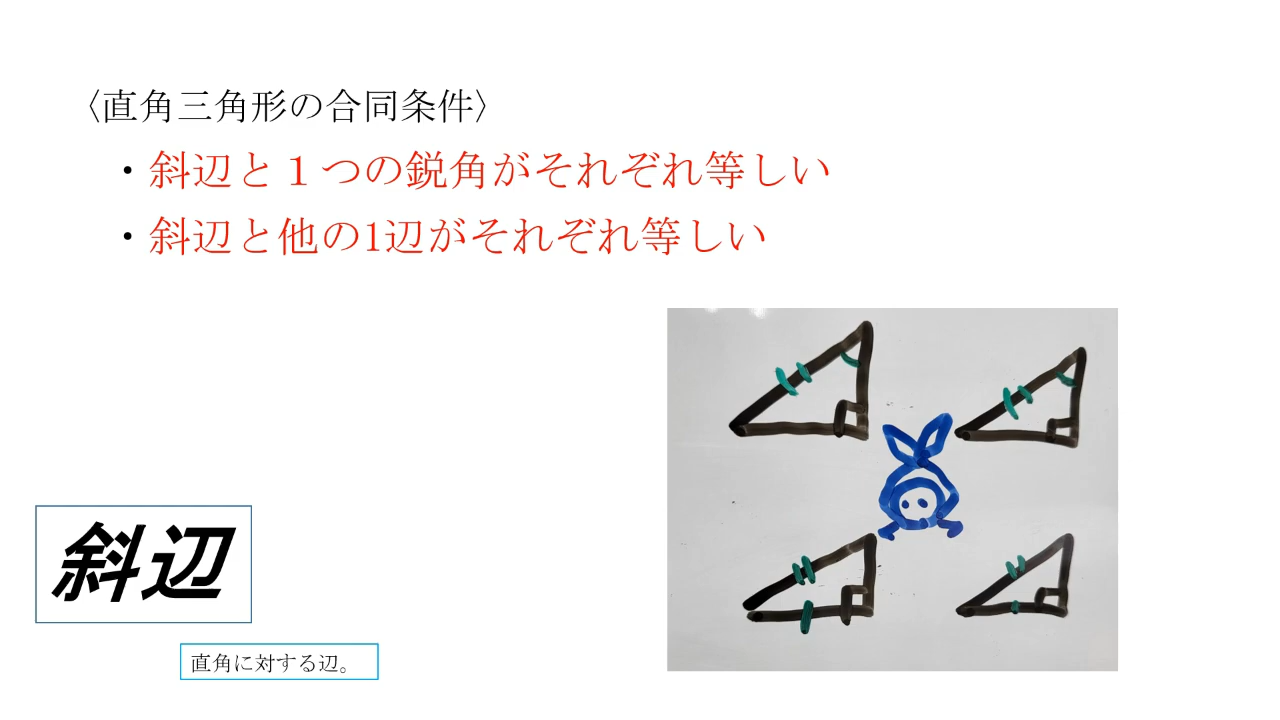 〈直角三角形の合同条件〉
・斜辺と１つの鋭角がそれぞれ等しい
・斜辺と他の1辺がそれぞれ等しい
斜辺
直角に対する辺。